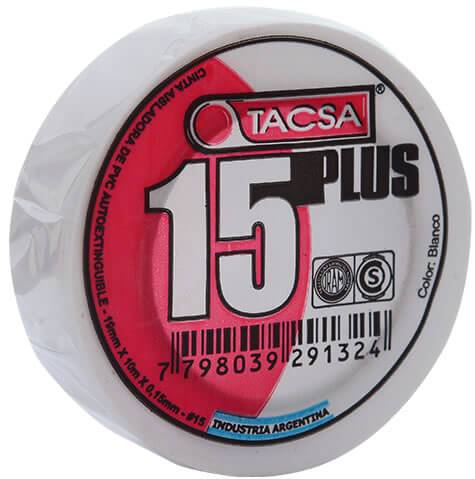 TACSA®
15 PLUS
CINTA AISLADORA DE PVC AUTOEXTINGUIBLE - 19mm X 10m X 0,15mm - #15
IRAM
S
Color: Blanco
7 798039 291324
INDUSTRIA ARGENTINA